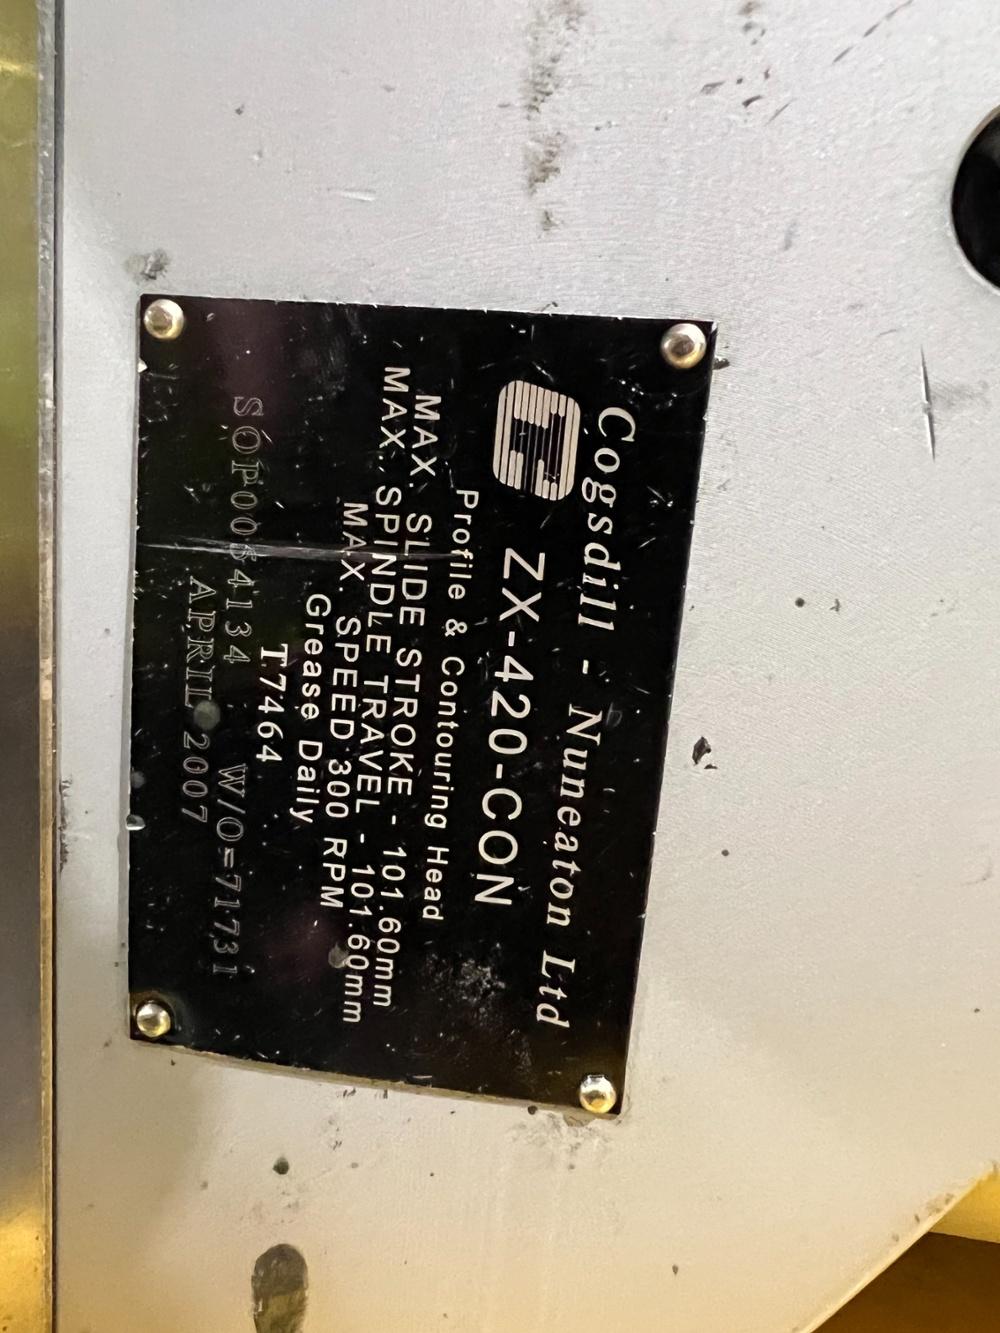 Cogsdill - Nuneaton Ltd
ZX-420-CON
Profile & Contouring Head
MAX. SLIDE STROKE - 101.60mm
MAX. SPINDLE TRAVEL - 101.60mm
MAX. SPEED 300 RPM
Grease Daily
T7464
SOP0064134 W/O=71731
APRIL 2007